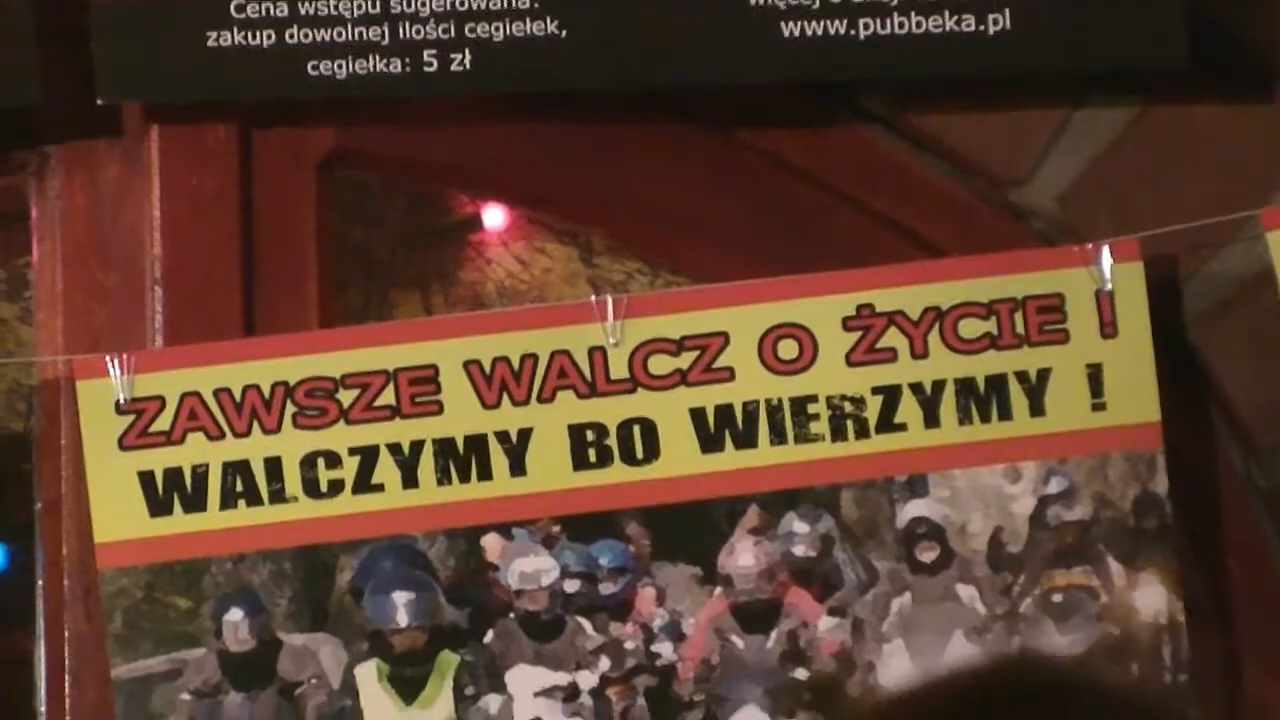 Cena wstępu sugerowana:
zakup dowolnej ilości cegiełek,
cegiełka: 5 zł
www.pubbeka.pl
ZAWSZE WALCZ O ŻYCIE !
WALCZYMY BO WIERZYMY !